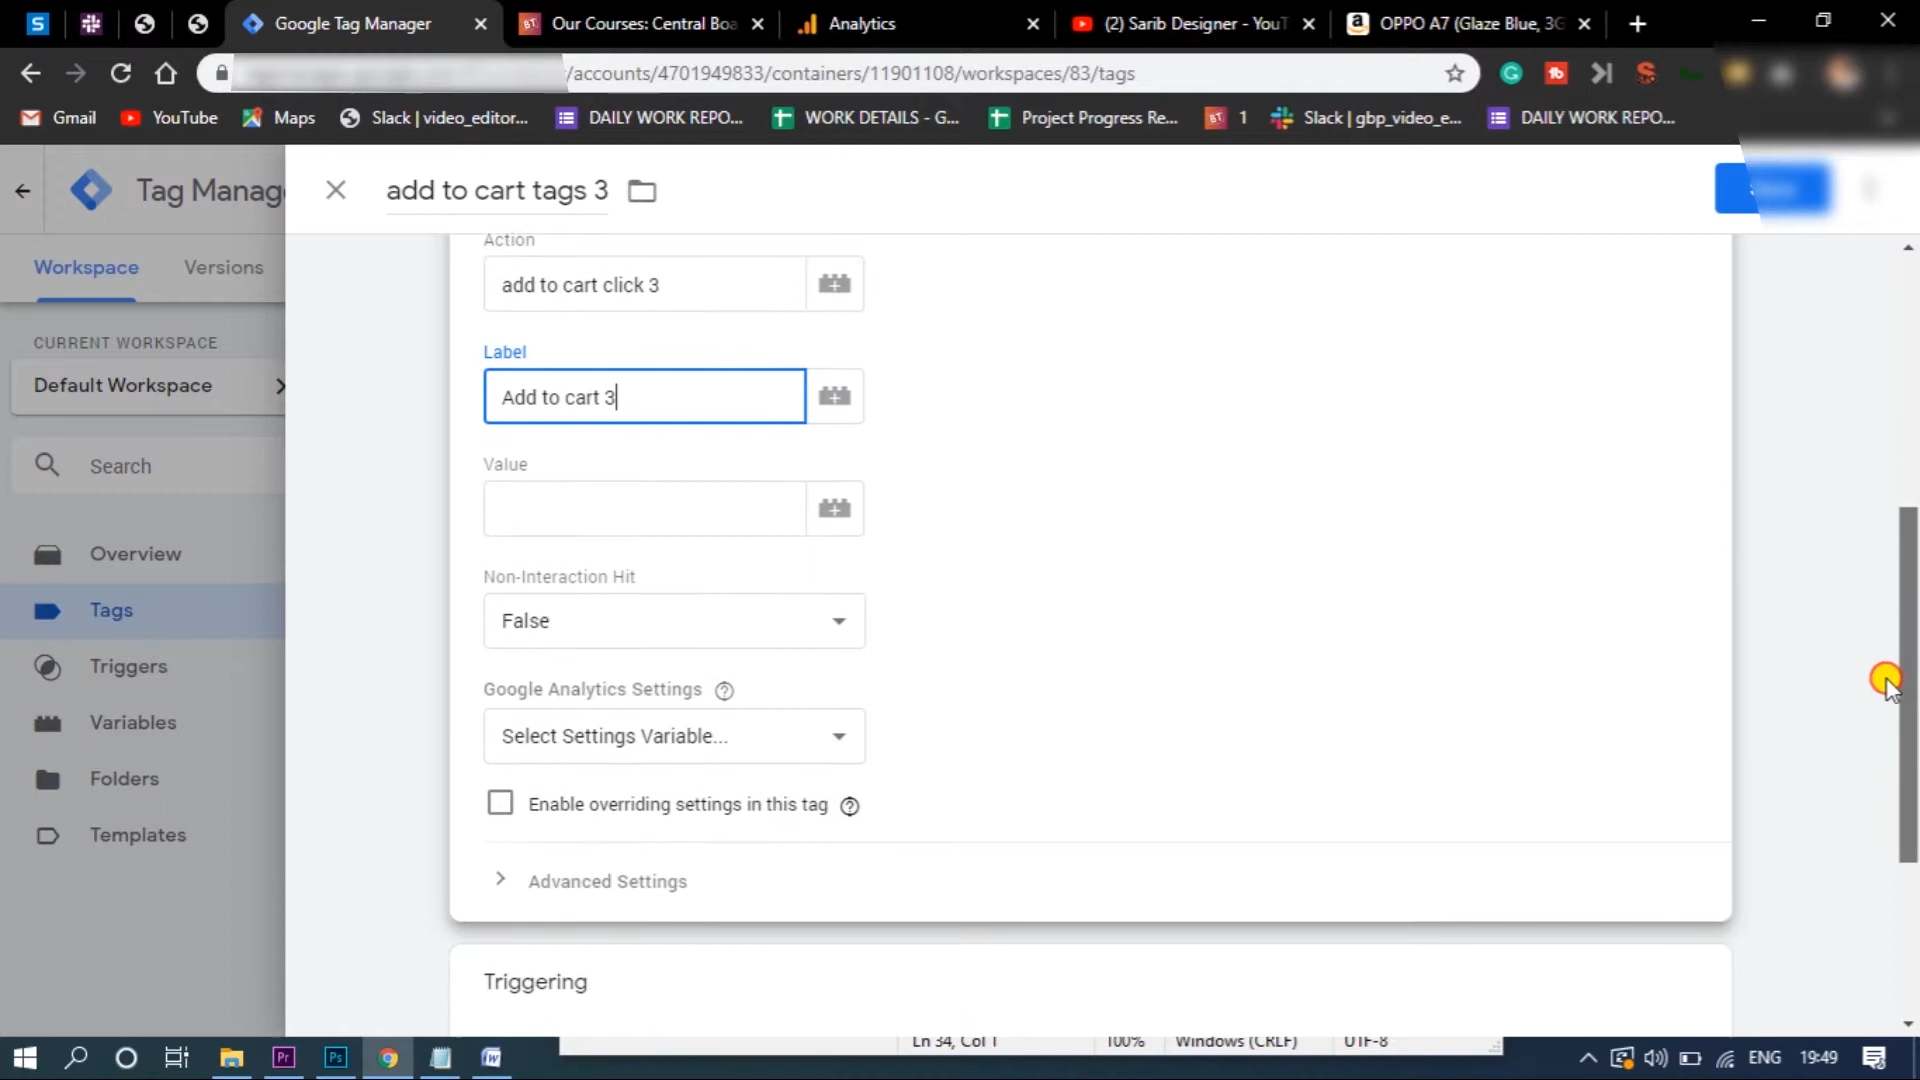 Google Tag Manager
Our Courses: Central Boa
Analytics
(2) Sarib Designer - YouT
OPPO A7 (Glaze Blue, 3G
/accounts/4701949833/containers/11901108/workspaces/83/tags
Gmail
YouTube
Maps
Slack | video_editor...
DAILY WORK REPO...
WORK DETAILS - G...
Project Progress Re...
1
Slack | gbp_video_e...
DAILY WORK REPO...
Tag Manag
add to cart tags 3
Workspace
Versions
CURRENT WORKSPACE
Default Workspace
Search
Overview
Tags
Triggers
Variables
Folders
Templates
Action
add to cart click 3
Label
Add to cart 3
Value
Non-Interaction Hit
False
Google Analytics Settings
Select Settings Variable...
Enable overriding settings in this tag
Advanced Settings
Triggering
Ln 34, Col 1
100%
Windows (CRLF)
UTF-8
Pr
Ps
ENG
19:49